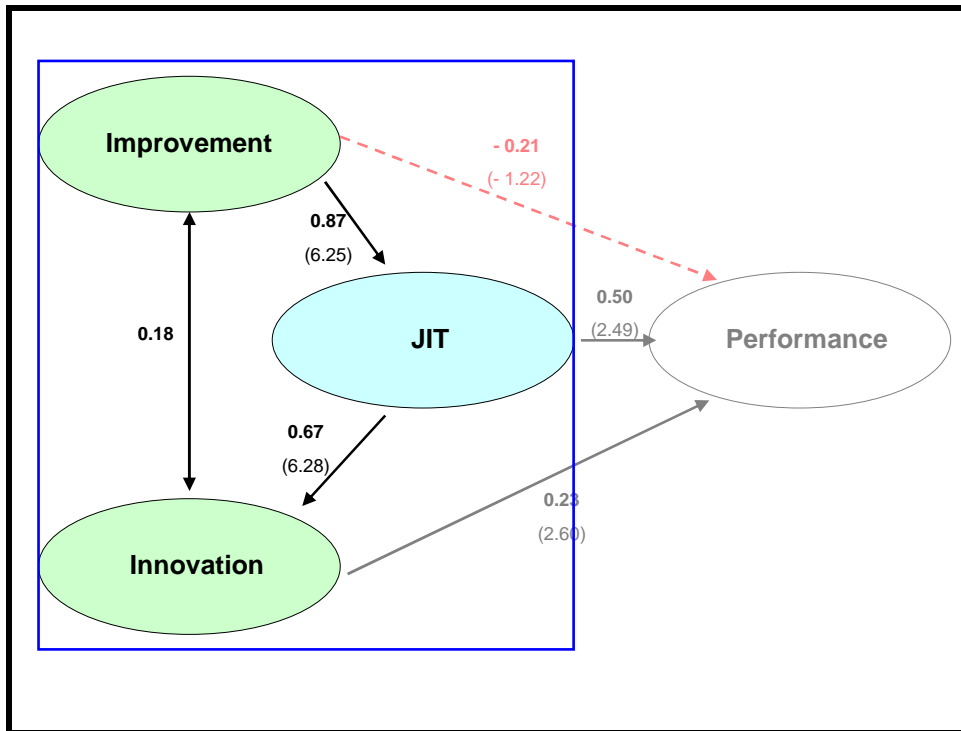 Improvement
- 0.21
(- 1.22)
0.87
(6.25)
0.50
(2.49)
0.18
JIT
Performance
0.67
(6.28)
0.23
(2.60)
Innovation